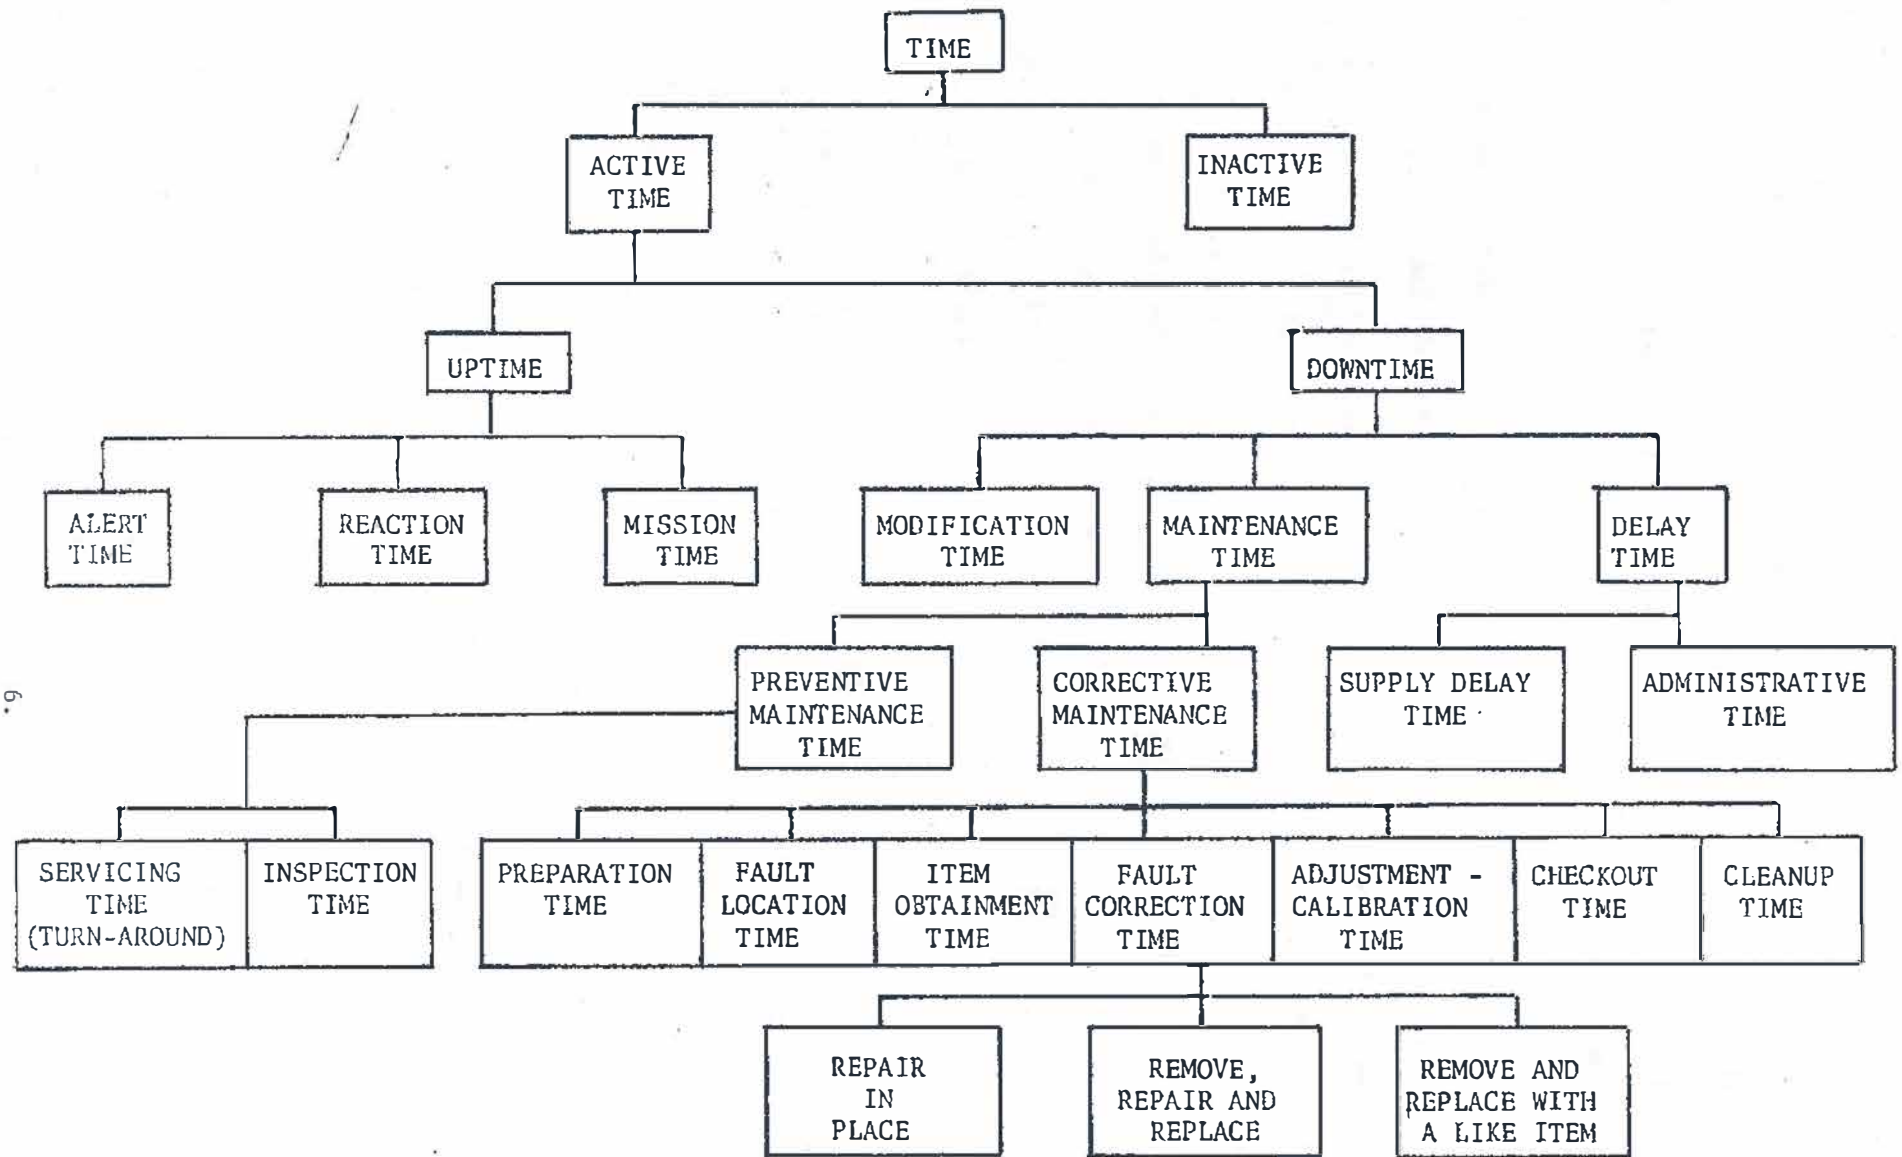 TIME
ACTIVE
TIME
INACTIVE
TIME
UPTIME
DOWNTIME
ALERT
TIME
REACTION
TIME
MISSION
TIME
MODIFICATION
TIME
MAINTENANCE
TIME
DELAY
TIME
PREVENTIVE
MAINTENANCE
TIME
CORRECTIVE
MAINTENANCE
TIME
SUPPLY DELAY
TIME
ADMINISTRATIVE
TIME
6.
SERVICING
TIME
(TURN-AROUND)
INSPECTION
TIME
PREPARATION
TIME
FAULT
LOCATION
TIME
ITEM
OBTAINMENT
TIME
FAULT
CORRECTION
TIME
ADJUSTMENT -
CALIBRATION
TIME
CHECKOUT
TIME
CLEANUP
TIME
REPAIR
IN
PLACE
REMOVE,
REPAIR AND
REPLACE
REMOVE AND
REPLACE WITH
A LIKE ITEM